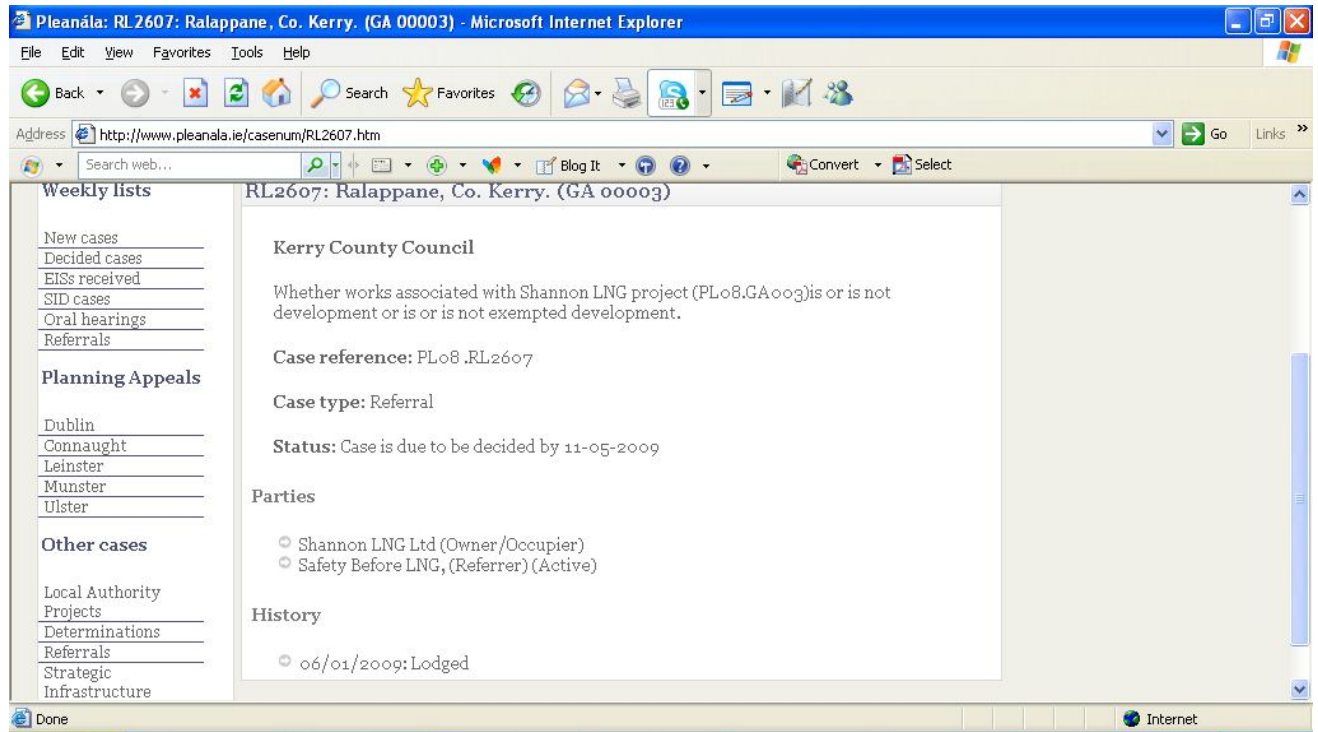 Pleanála: RL2607: Ralappane, Co. Kerry. (GA 00003) - Microsoft Internet Explorer
File Edit View Favorites Tools Help
Back Search Favorites 123
Address http://www.pleanala.ie/casenum/RL2607.htm Go Links »
Search web... Blog It Convert Select
Weekly lists
New cases
Decided cases
EISs received
SID cases
Oral hearings
Referrals
Planning Appeals
Dublin
Connaught
Leinster
Munster
Ulster
Other cases
Local Authority
Projects
Determinations
Referrals
Strategic
Infrastructure
RL2607: Ralappane, Co. Kerry. (GA 00003)
Kerry County Council
Whether works associated with Shannon LNG project (PL08.GA003)is or is not
development or is or is not exempted development.
Case reference: PL08 .RL2607
Case type: Referral
Status: Case is due to be decided by 11-05-2009
Parties
Shannon LNG Ltd (Owner/Occupier)
Safety Before LNG, (Referrer) (Active)
History
06/01/2009: Lodged
Done Internet